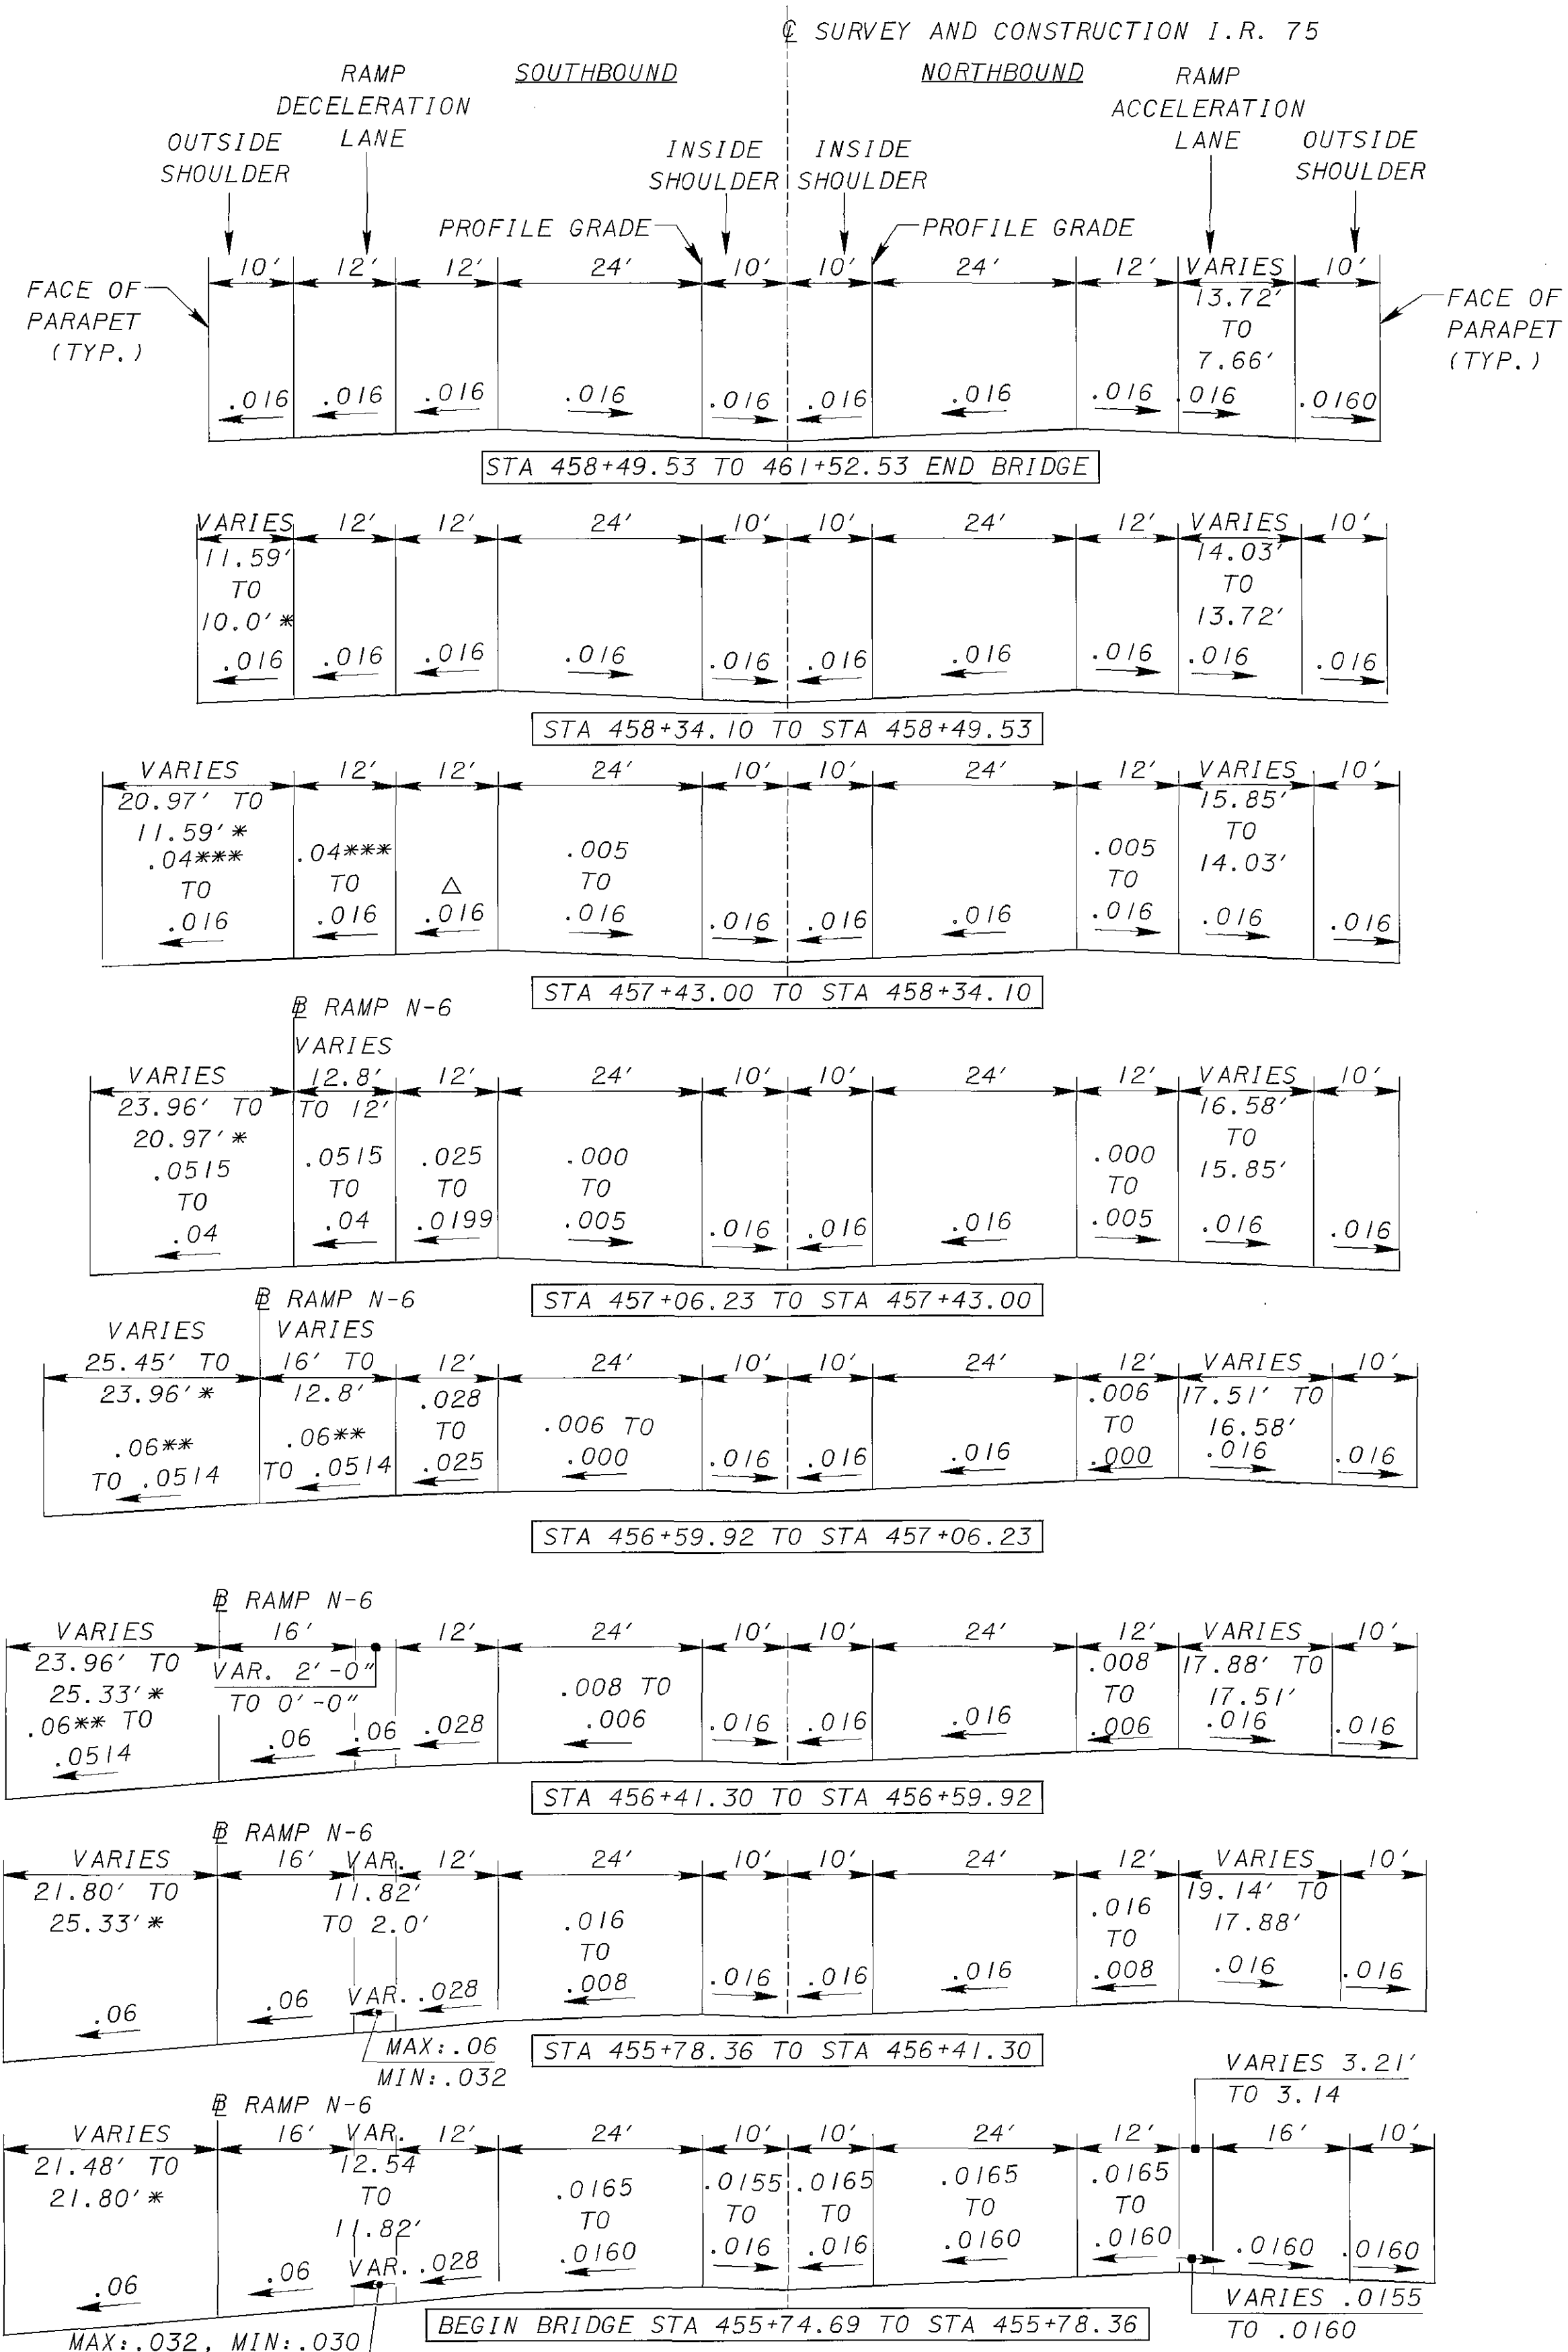 ℄ SURVEY AND CONSTRUCTION I.R. 75
SOUTHBOUND
NORTHBOUND
RAMP
DECELERATION
LANE
RAMP
ACCELERATION
LANE
OUTSIDE
SHOULDER
INSIDE
SHOULDER
INSIDE
SHOULDER
OUTSIDE
SHOULDER
PROFILE GRADE
PROFILE GRADE
FACE OF
PARAPET
(TYP.)
FACE OF
PARAPET
(TYP.)
10' 12' 12' 24' 10' 10' 24' 12' VARIES 10'
13.72'
TO
7.66'
.016 .016 .016 .016 .016 .016 .016 .016 .016 .0160
STA 458+49.53 TO 461+52.53 END BRIDGE
VARIES 12' 12' 24' 10' 10' 24' 12' VARIES 10'
11.59'
TO
10.0'*
14.03'
TO
13.72'
.016 .016 .016 .016 .016 .016 .016 .016 .016 .016
STA 458+34.10 TO STA 458+49.53
VARIES 12' 12' 24' 10' 10' 24' 12' VARIES 10'
20.97' TO
11.59'*
15.85'
TO
14.03'
.04*** .04*** .005 .005
TO TO △ TO TO
.016 .016 .016 .016 .016 .016 .016 .016 .016 .016
STA 457+43.00 TO STA 458+34.10
℄ RAMP N-6
VARIES
VARIES 12.8' 12' 24' 10' 10' 24' 12' VARIES 10'
23.96' TO
20.97'*
TO 12'
16.58'
TO
15.85'
.0515 .0515 .025 .000 .000
TO TO TO TO TO
.04 .04 .0199 .005 .016 .016 .016 .005 .016 .016
STA 457+06.23 TO STA 457+43.00
℄ RAMP N-6
VARIES VARIES
25.45' TO 16' TO 12' 24' 10' 10' 24' 12' VARIES 10'
23.96'* 12.8' .028 .006 17.51' TO
TO .006 TO TO 16.58'
.06** .06**
TO .0514 TO .0514 .025 .000 .016 .016 .016 .000 .016 .016
STA 456+59.92 TO STA 457+06.23
℄ RAMP N-6
VARIES 16' 12' 24' 10' 10' 24' 12' VARIES 10'
23.96' TO
25.33'*
VAR. 2'-0"
TO 0'-0"
.008 TO
.008
TO
17.88' TO
17.51'
.06** TO
.0514
.06 .06 .028 .006 .016 .016 .016 .006 .016 .016
STA 456+41.30 TO STA 456+59.92
℄ RAMP N-6
VARIES 16' VAR. 12' 24' 10' 10' 24' 12' VARIES 10'
21.80' TO
25.33'*
11.82'
TO 2.0'
.016
TO
.016
TO
19.14' TO
17.88'
.06 .06 VAR. .028 .008 .016 .016 .016 .008 .016 .016
MAX:.06
MIN:.032
STA 455+78.36 TO STA 456+41.30
VARIES 3.21'
TO 3.14
℄ RAMP N-6
VARIES 16' VAR. 12' 24' 10' 10' 24' 12' 16' 10'
21.48' TO
21.80'*
12.54
TO
11.82'
.0165 .0155 .0165 .0165 .0165
TO TO TO TO TO
.06 .06 VAR. .028 .0160 .016 .016 .0160 .0160 .0160 .0160
MAX:.032, MIN:.030
BEGIN BRIDGE STA 455+74.69 TO STA 455+78.36
VARIES .0155
TO .0160